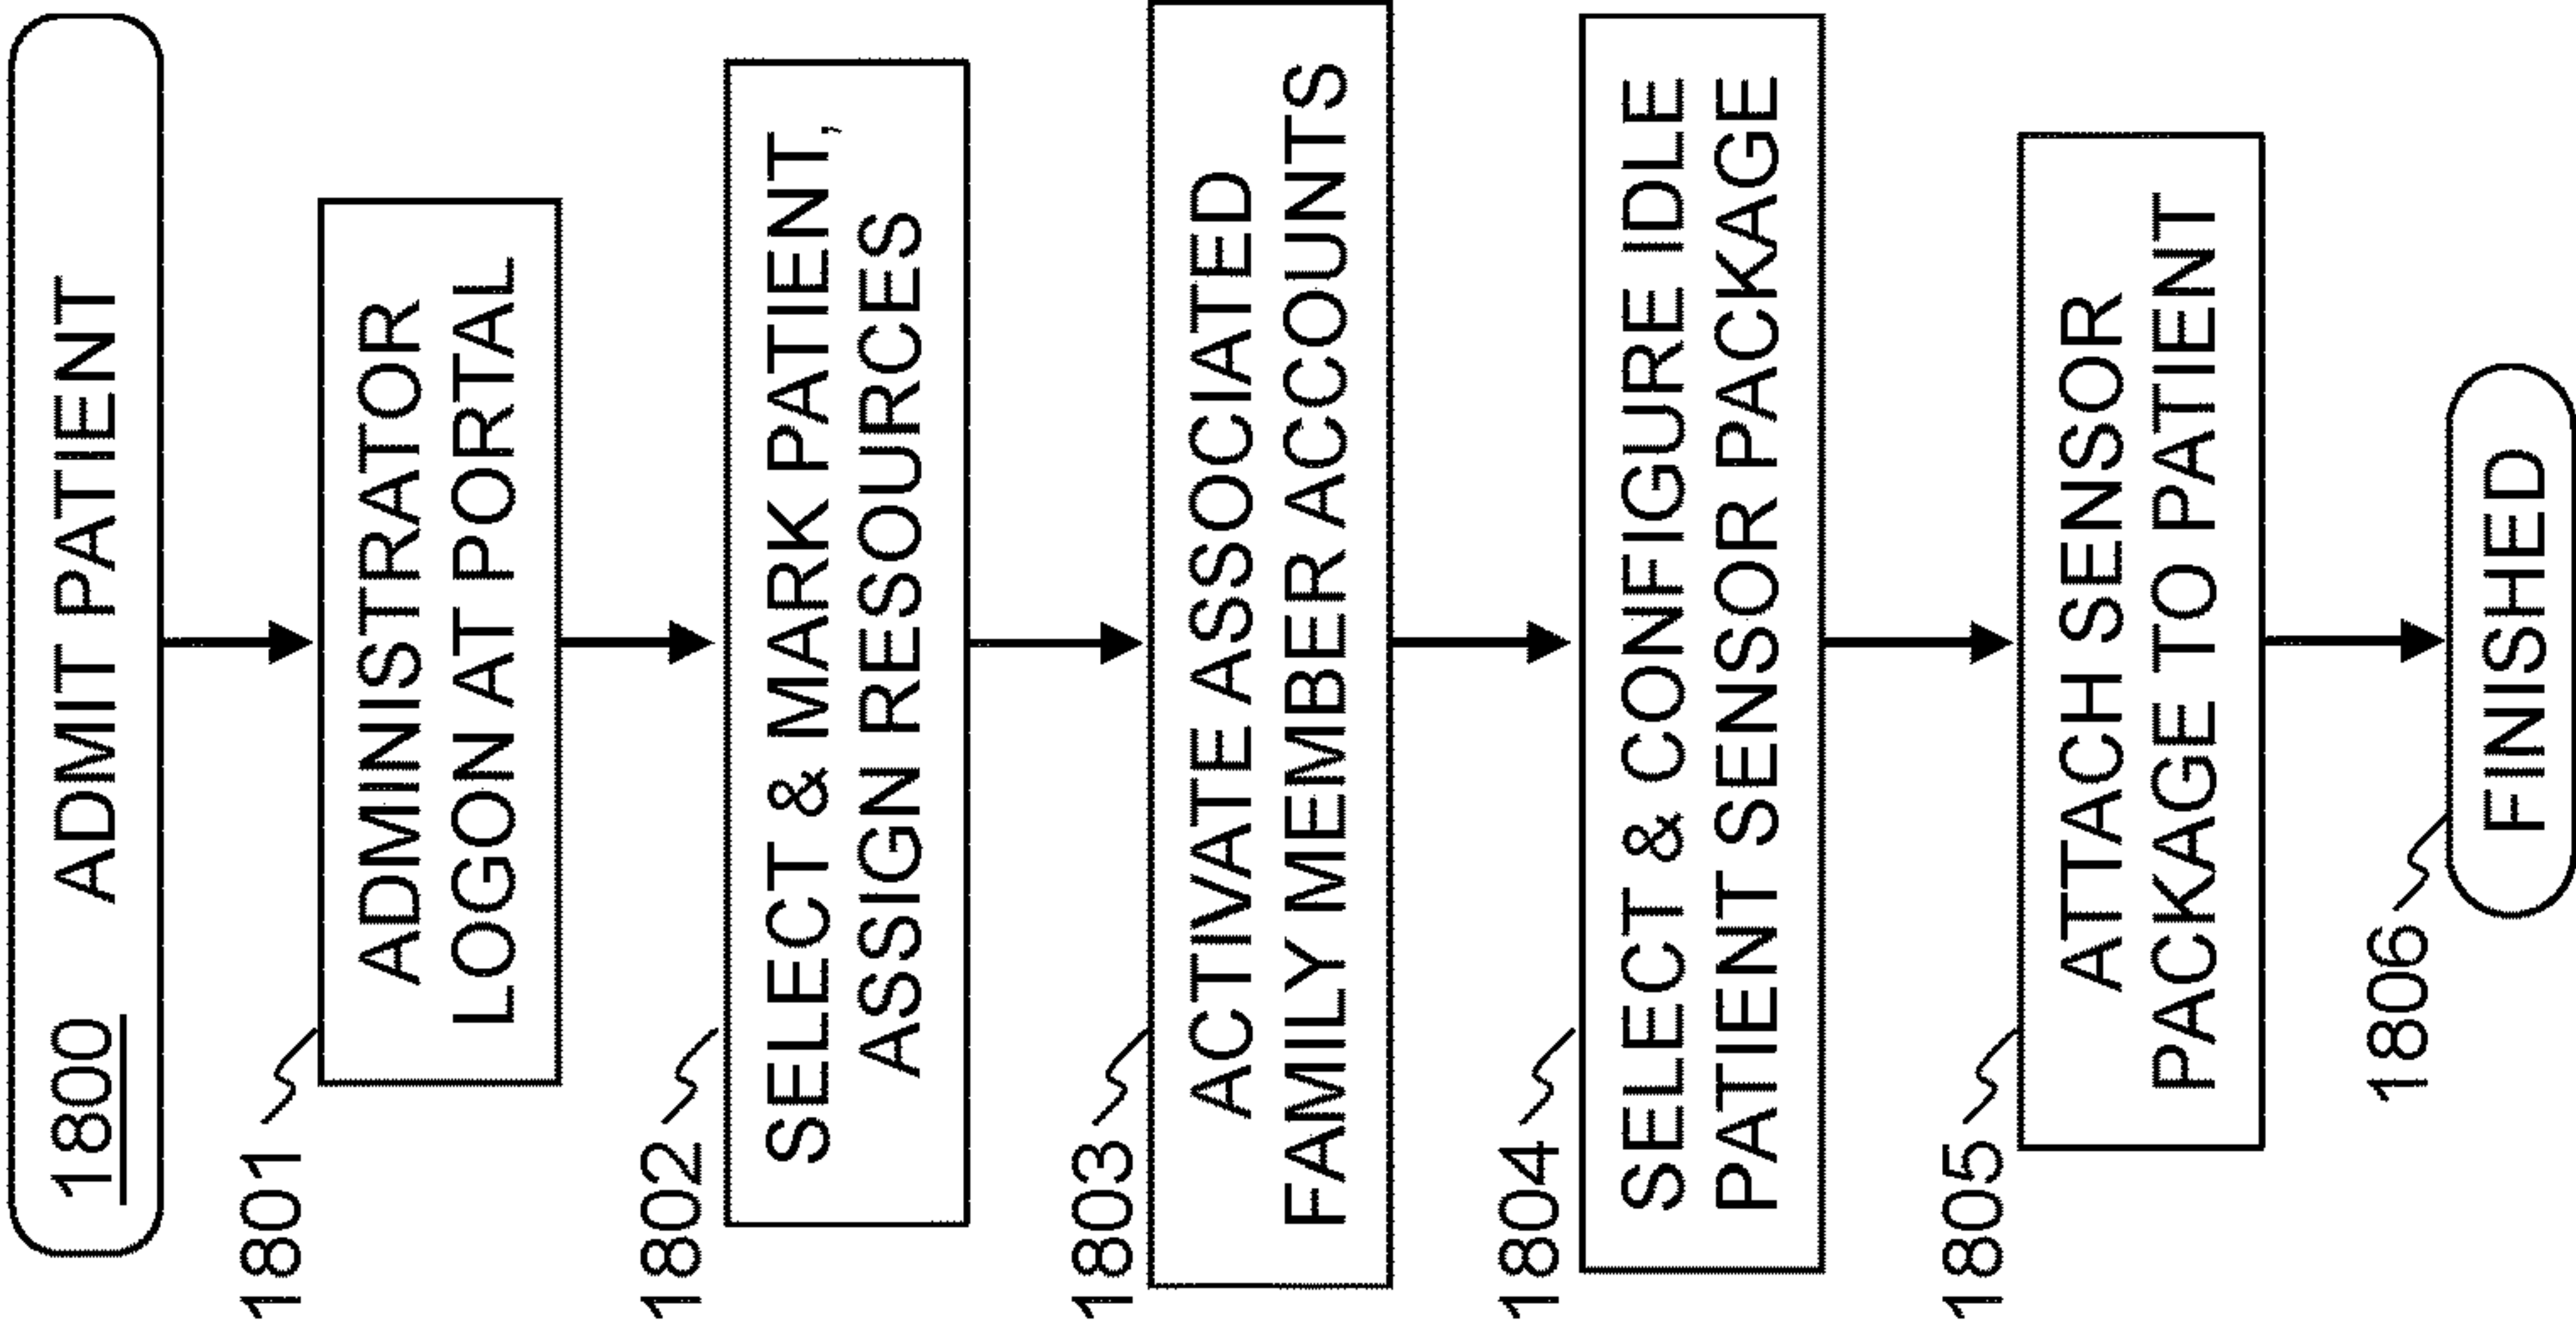 1800 ADMIT PATIENT
1801
ADMINISTRATOR
LOGON AT PORTAL
1802
SELECT & MARK PATIENT,
ASSIGN RESOURCES
1803
ACTIVATE ASSOCIATED
FAMILY MEMBER ACCOUNTS
1804
SELECT & CONFIGURE IDLE
PATIENT SENSOR PACKAGE
1805
ATTACH SENSOR
PACKAGE TO PATIENT
1806
FINISHED